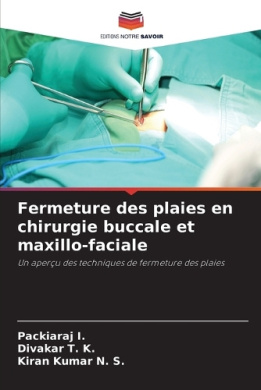 EDITIONS NOTRE SAVOIR
Fermeture des plaies en
chirurgie buccale et
maxillo-faciale
Un aperçu des techniques de fermeture des plaies
Packiaraj I.
Divakar T. K.
Kiran Kumar N. S.